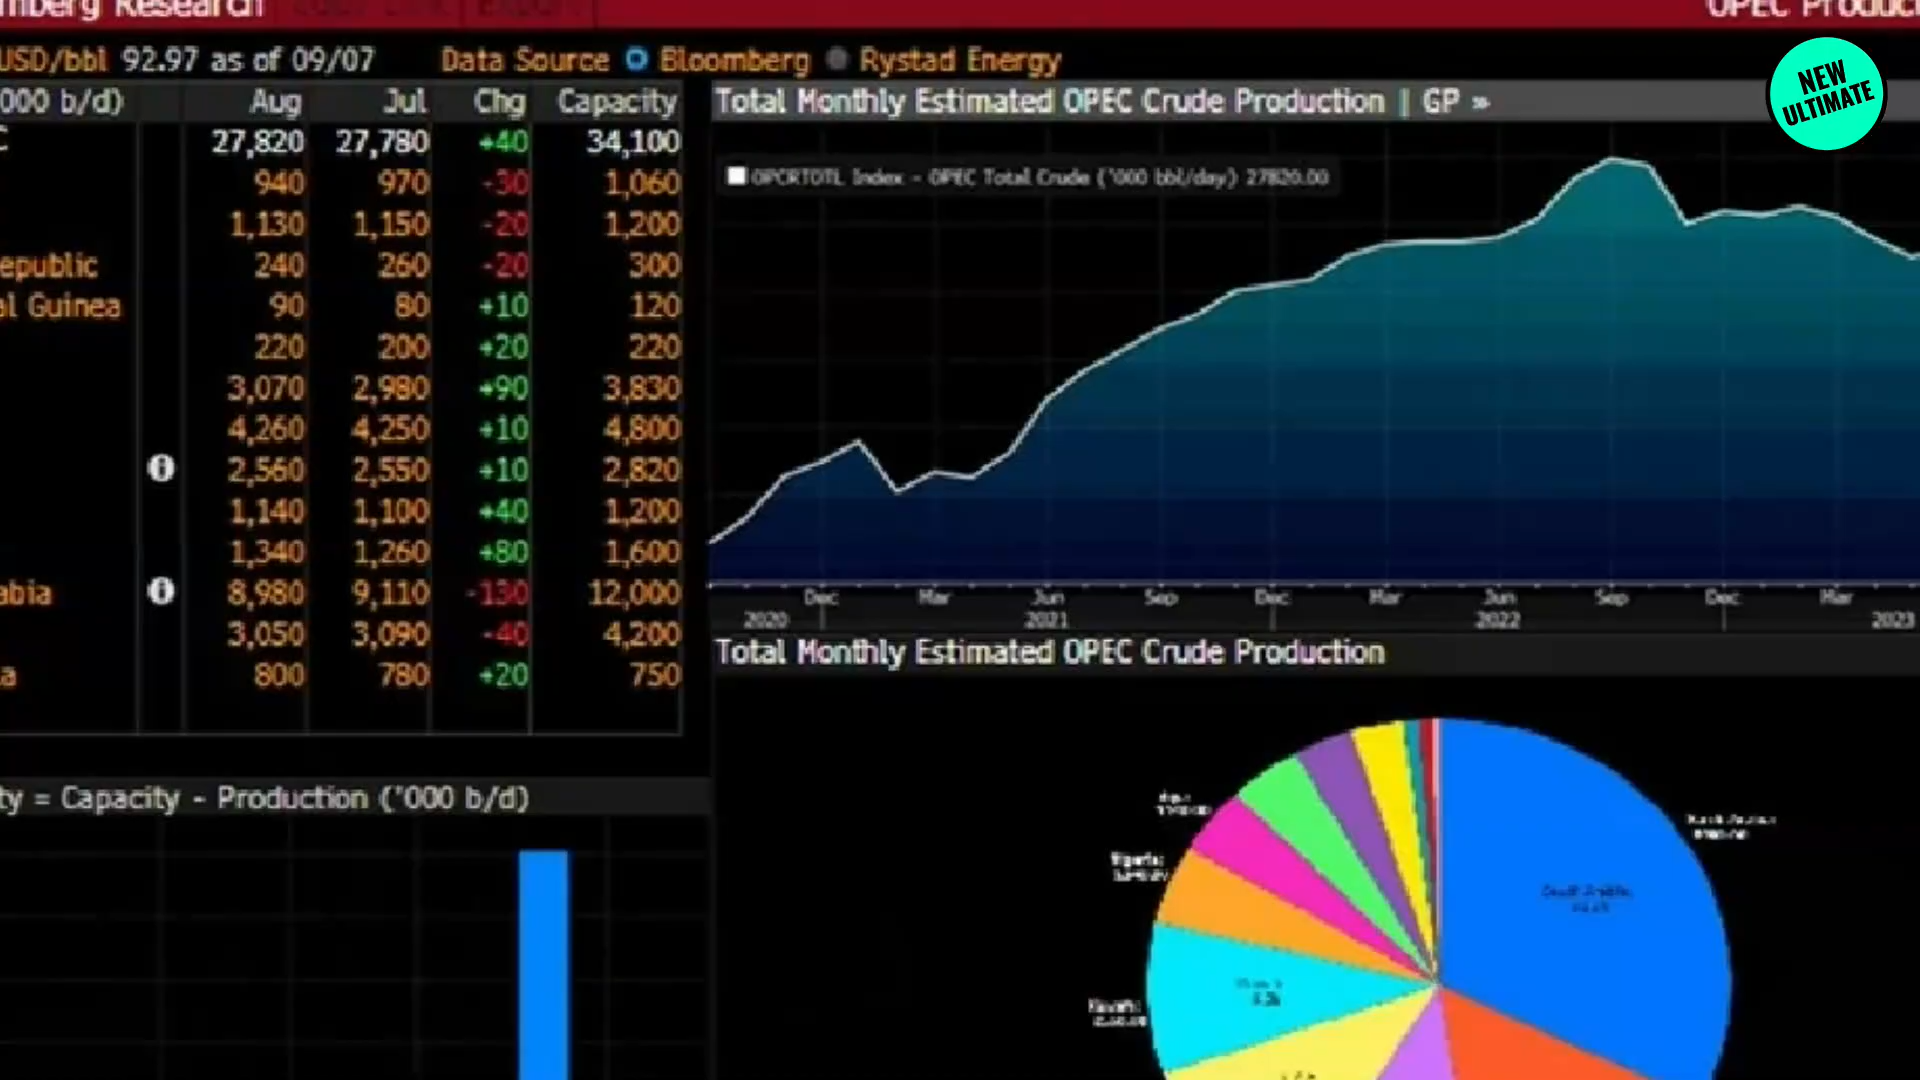 mberg Research
OPEC Produc
USD/bbl 92.97 as of 09/07 Data Source Bloomberg Rystad Energy
NEW
ULTIMATE
000 b/d) Aug Jul Chg Capacity
C 27,820 27,780 +40 34,100
940 970 -30 1,060
1,130 1,150 -20 1,200
epublic 240 260 -20 300
al Guinea 90 80 +10 120
220 200 +20 220
3,070 2,980 +90 3,830
4,260 4,250 +10 4,800
2,560 2,550 +10 2,820
1,140 1,100 +40 1,200
1,340 1,260 +80 1,600
abia 8,980 9,110 -130 12,000
3,050 3,090 -40 4,200
a 800 780 +20 750
Total Monthly Estimated OPEC Crude Production | GP »
OPCRTOTL Index - OPEC Total Crude ('000 bbl/day) 27820.00
Dec Mar Jun Sep Dec Mar Jun Sep Dec Mar
2020 2021 2022 2023
Total Monthly Estimated OPEC Crude Production
ty = Capacity - Production ('000 b/d)
Nigeria: